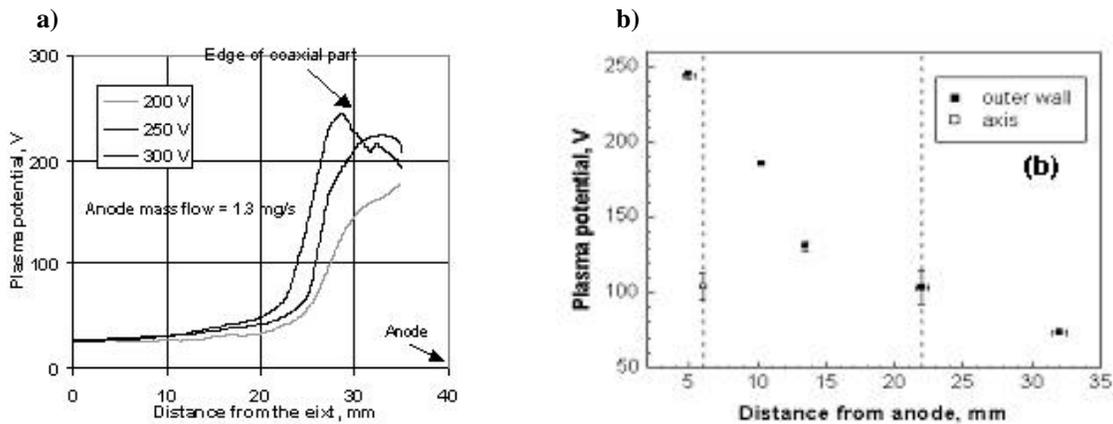 a)
Edge of coaxial part
300
200
100
0
Plasma potential, V
200 V
250 V
300 V
Anode mass flow = 1.3 mg/s
Anode
0 10 20 30 40
Distance from the eixt, mm
b)
250
200
150
100
50
Plasma potential, V
outer wall
axis
(b)
5 10 15 20 25 30 35
Distance from anode, mm